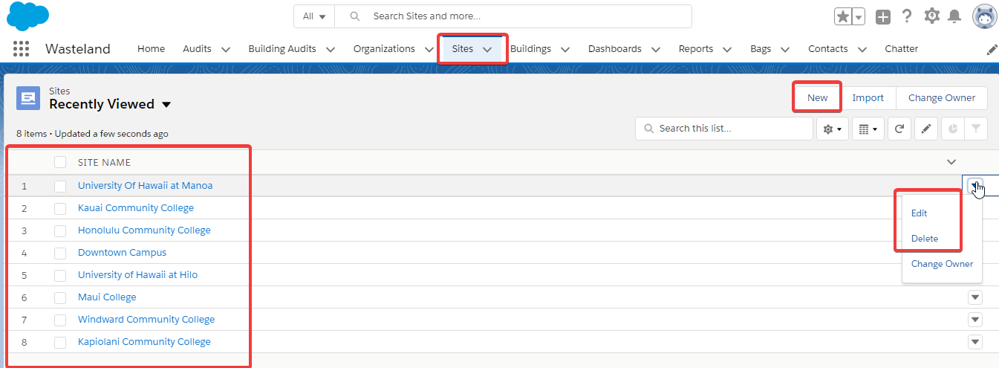 All Search Sites and more...
Wasteland Home Audits Building Audits Organizations Sites Buildings Dashboards Reports Bags Contacts Chatter
Sites
Recently Viewed
New Import Change Owner
8 items • Updated a few seconds ago
Search this list...
SITE NAME
1 University Of Hawaii at Manoa
2 Kauai Community College
3 Honolulu Community College
4 Downtown Campus
5 University of Hawaii at Hilo
6 Maui College
7 Windward Community College
8 Kapiolani Community College
Edit
Delete
Change Owner